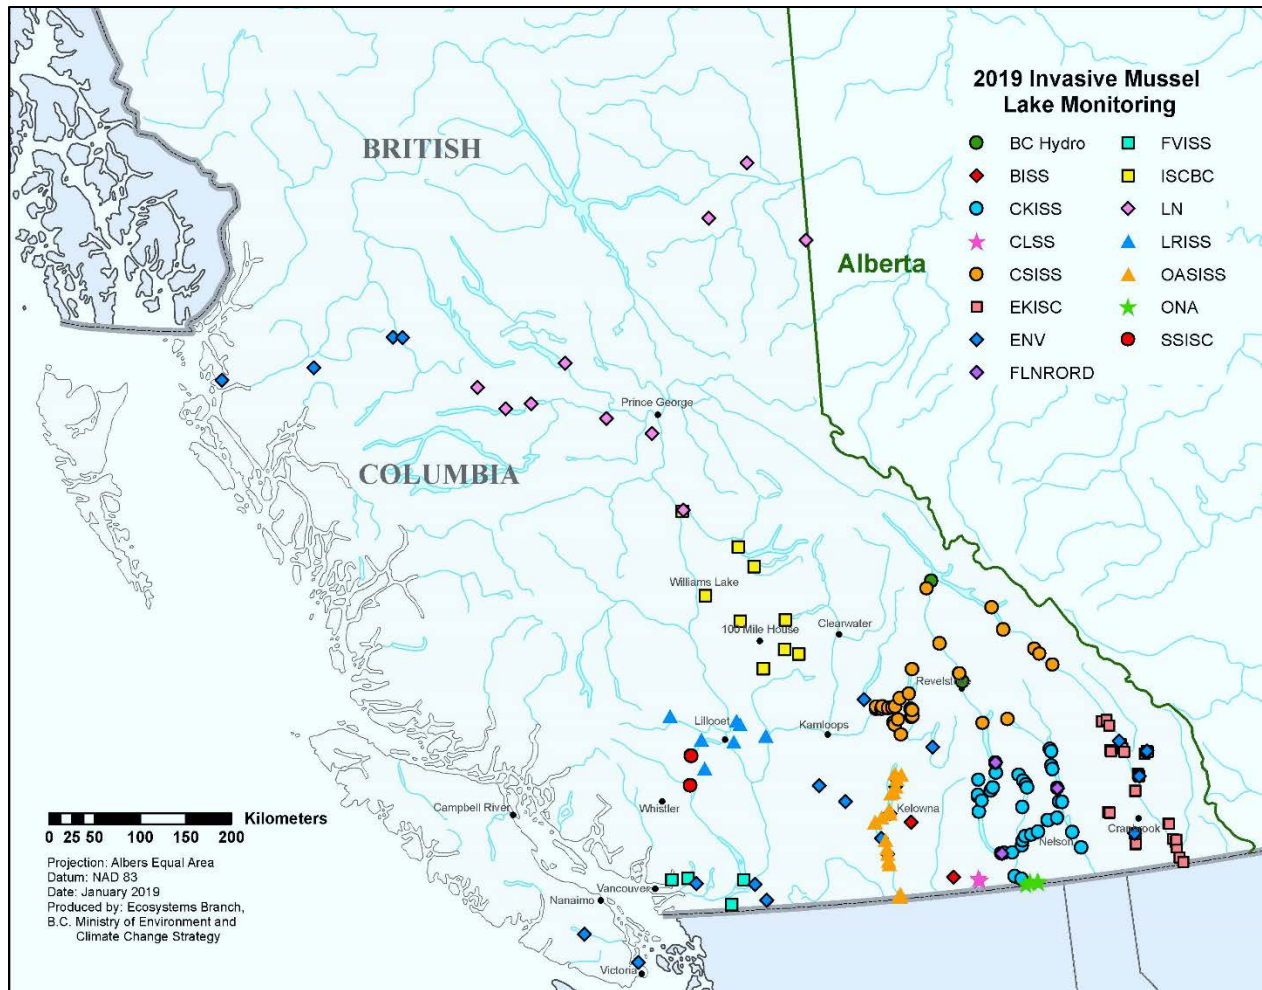 2019 Invasive Mussel
Lake Monitoring
BC Hydro
BISS
CKISS
CLSS
CSISS
EKISC
ENV
FLNRORD
FVISS
ISCBC
LN
LRISS
OASISS
ONA
SSISC
BRITISH
Alberta
Prince George
COLUMBIA
Williams Lake
100 Mile House
Clearwater
Lillooet
Kamloops
Campbell River
Whistler
Kelowna
Nelson
Vancouver
Nanaimo
Victoria
0 25 50 100 150 200 Kilometers
Projection: Albers Equal Area
Datum: NAD 83
Date: January 2019
Produced by: Ecosystems Branch,
B.C. Ministry of Environment and
Climate Change Strategy